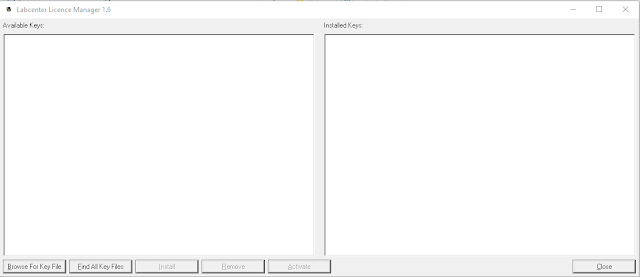 Labcenter Licence Manager 1.6
Available Keys:
Installed Keys:
Browse For Key File
Find All Key Files
Install
Remove
Activate
Close